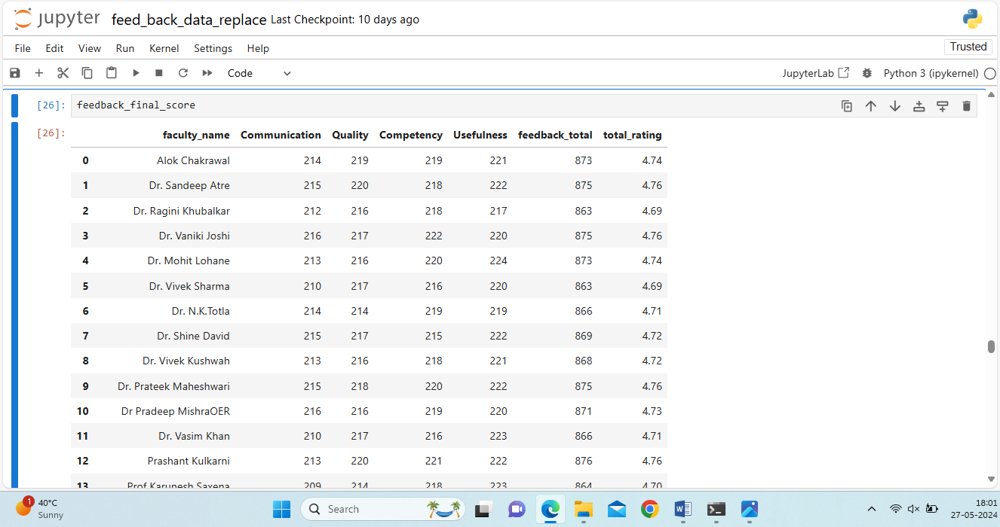 jupyter feed_back_data_replace Last Checkpoint: 10 days ago
File Edit View Run Kernel Settings Help Trusted
Code JupyterLab Python 3 (ipykernel)
[26]: feedback_final_score
[26]: faculty_name Communication Quality Competency Usefulness feedback_total total_rating
0 Alok Chakrawal 214 219 219 221 873 4.74
1 Dr. Sandeep Atre 215 220 218 222 875 4.76
2 Dr. Ragini Khubalkar 212 216 218 217 863 4.69
3 Dr. Vaniki Joshi 216 217 222 220 875 4.76
4 Dr. Mohit Lohane 213 216 220 224 873 4.74
5 Dr. Vivek Sharma 210 217 216 220 863 4.69
6 Dr. N.K.Totla 214 214 219 219 866 4.71
7 Dr. Shine David 215 217 215 222 869 4.72
8 Dr. Vivek Kushwah 213 216 218 221 868 4.72
9 Dr. Prateek Maheshwari 215 218 220 222 875 4.76
10 Dr Pradeep MishraOER 216 216 219 220 871 4.73
11 Dr. Vasim Khan 210 217 216 223 866 4.71
12 Prashant Kulkarni 213 220 221 222 876 4.76
13 Prof Karunesh Saxena 209 214 218 223 864 4.70
1 40°C Search 18:01
Sunny 27-05-2024